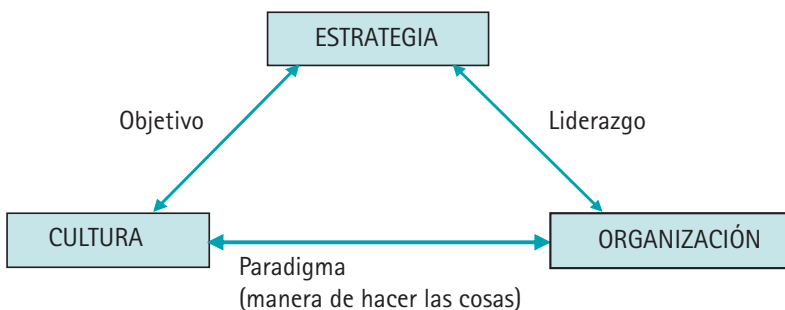 ESTRATEGIA
Objetivo
Liderazgo
CULTURA
ORGANIZACIÓN
Paradigma
(manera de hacer las cosas)